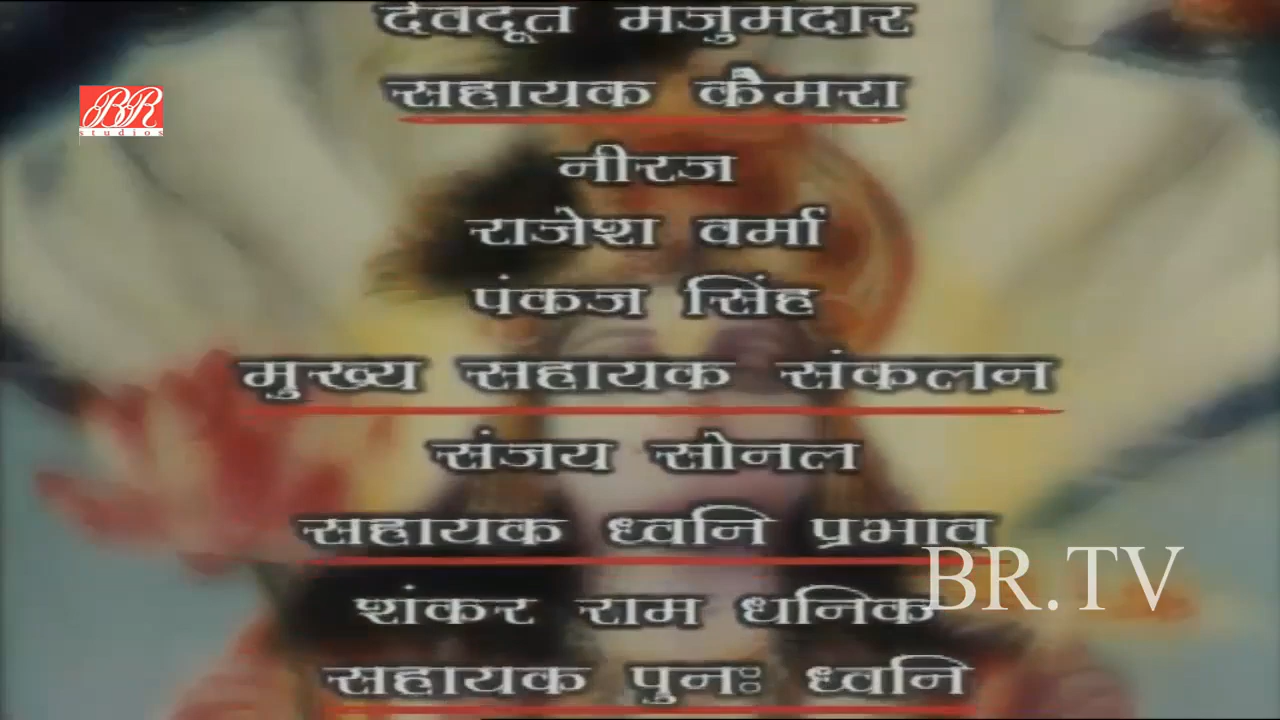 देवदूत मजुमदार
सहायक कैमरा
BR
studios
नीरज
राजेश वर्मा
पंकज सिंह
मुख्य सहायक संकलन
संजय सोनल
सहायक ध्वनि प्रभाव
BR.TV
शंकर राम धनिक
सहायक पुनः ध्वनि